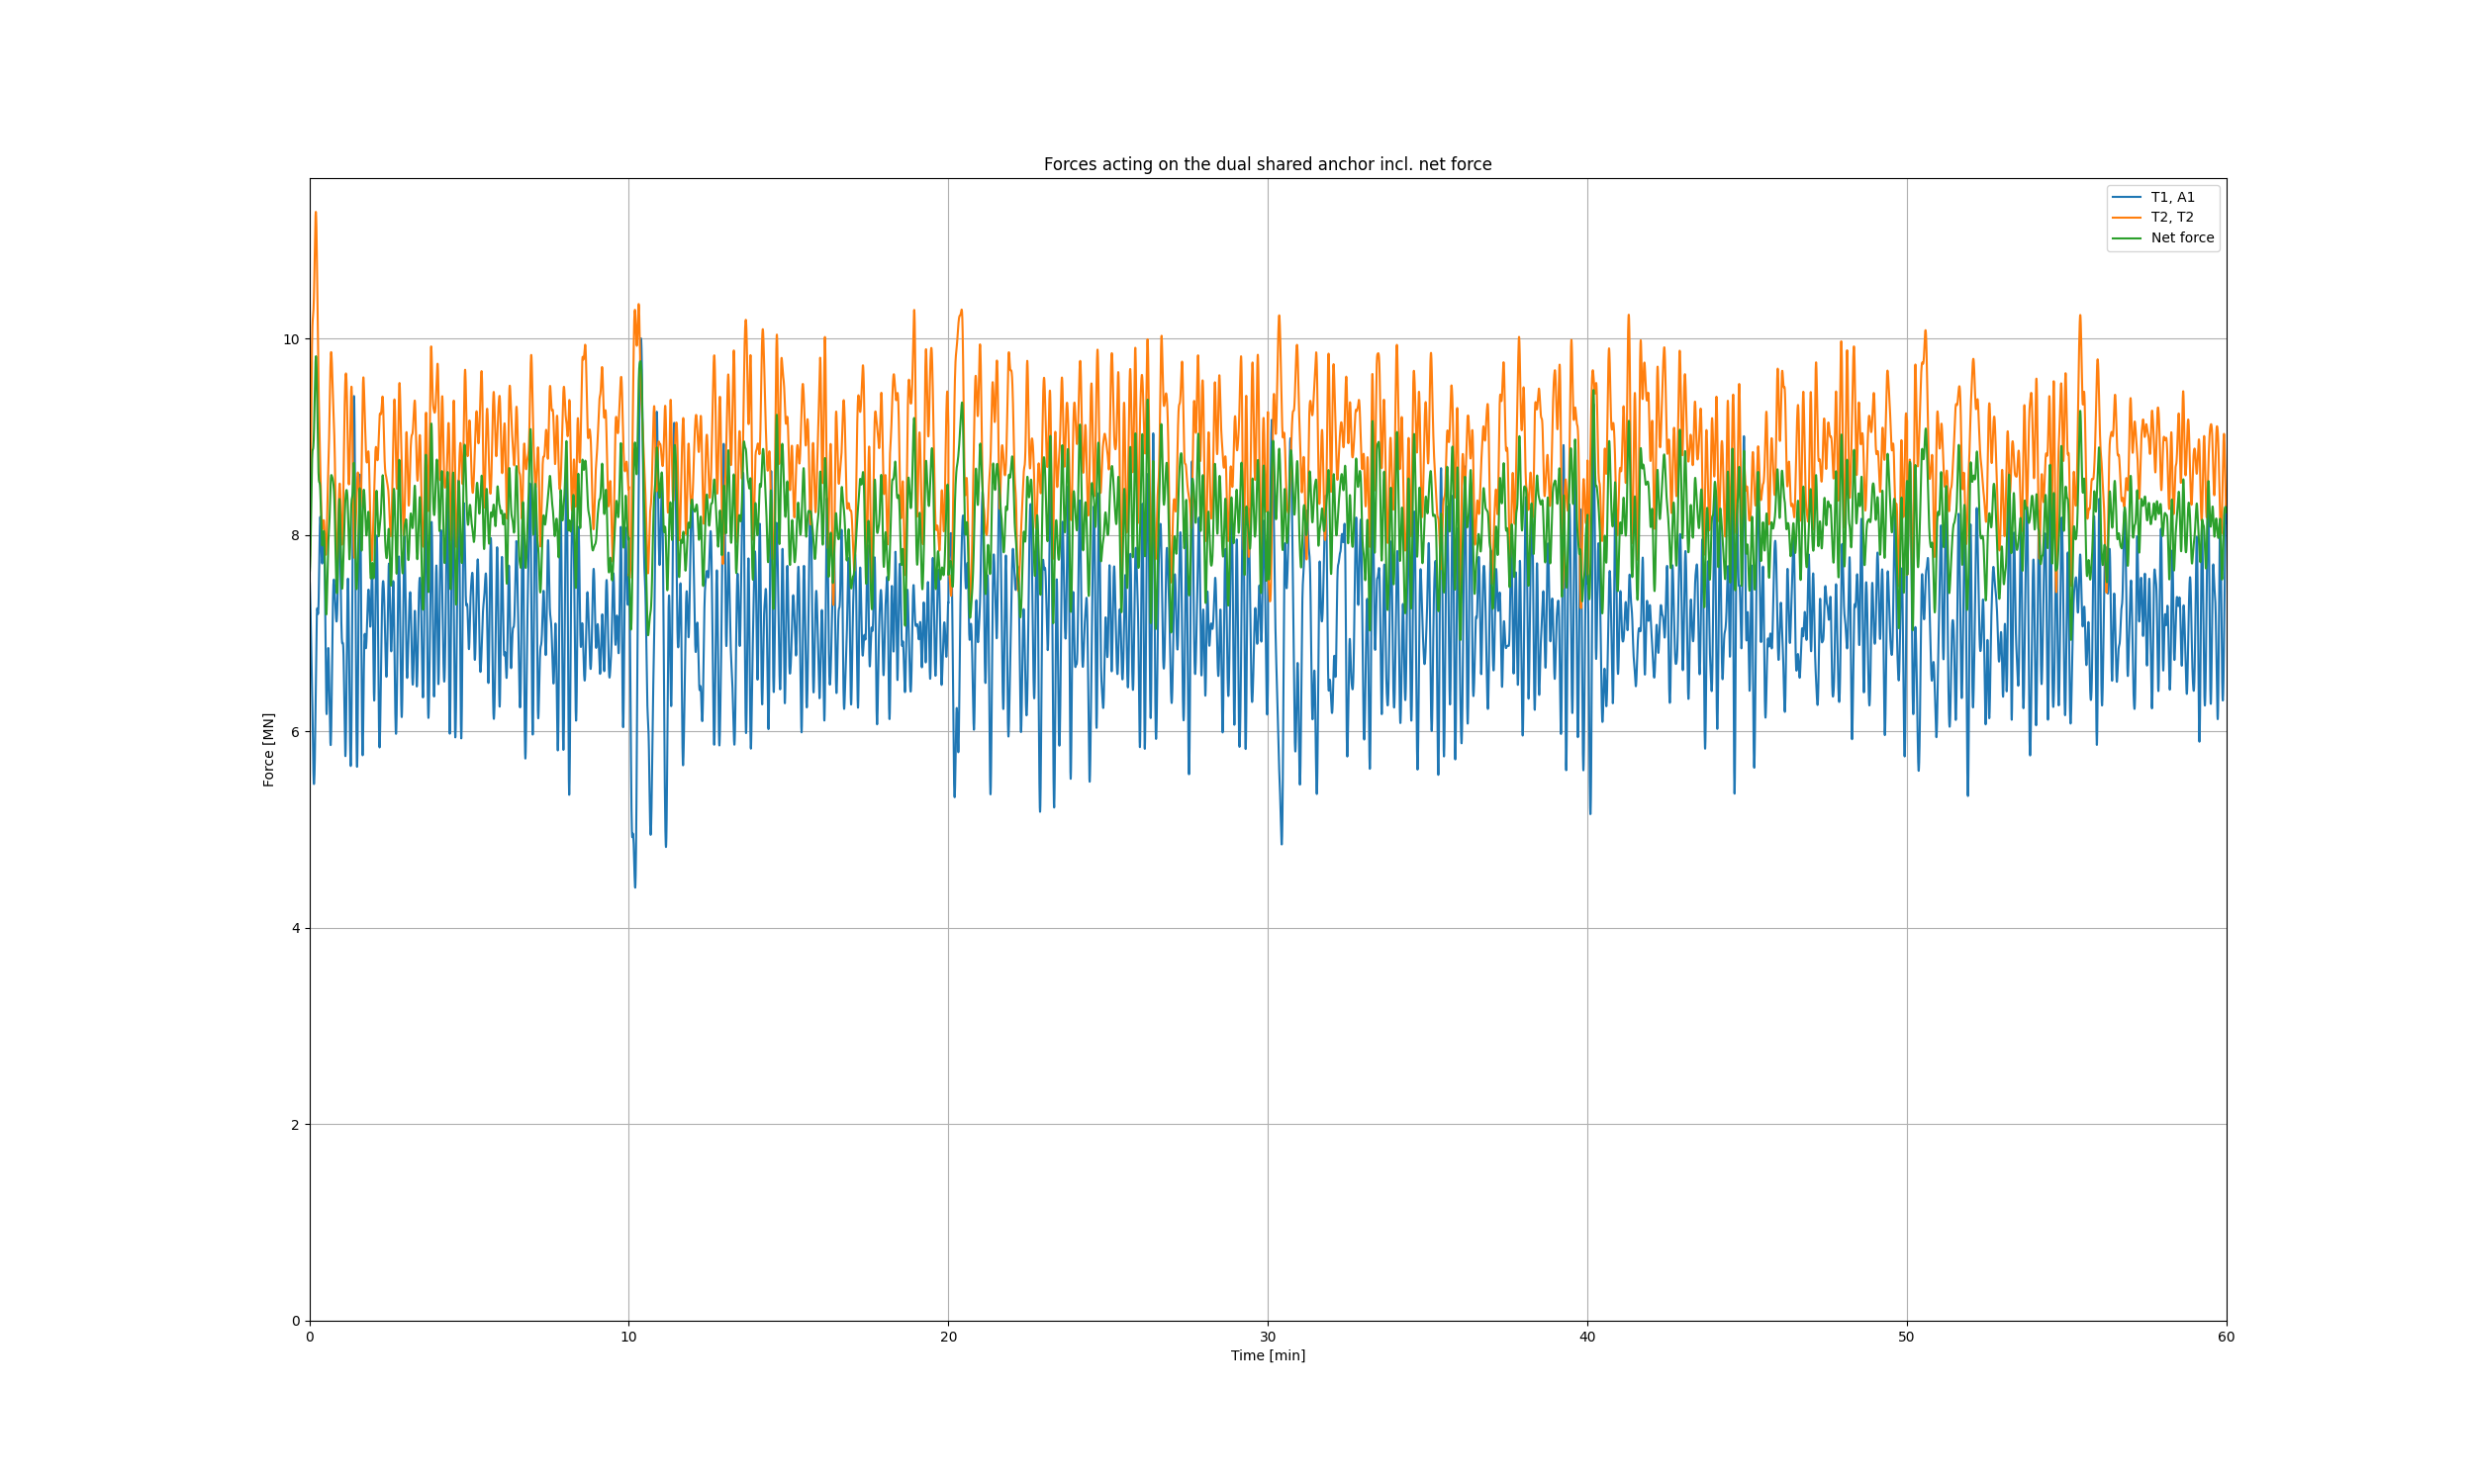 Forces acting on the dual shared anchor incl. net force
T1, A1
T2, T2
Net force
10
8
6
4
2
0
Force [MN]
0 10 20 30 40 50 60
Time [min]